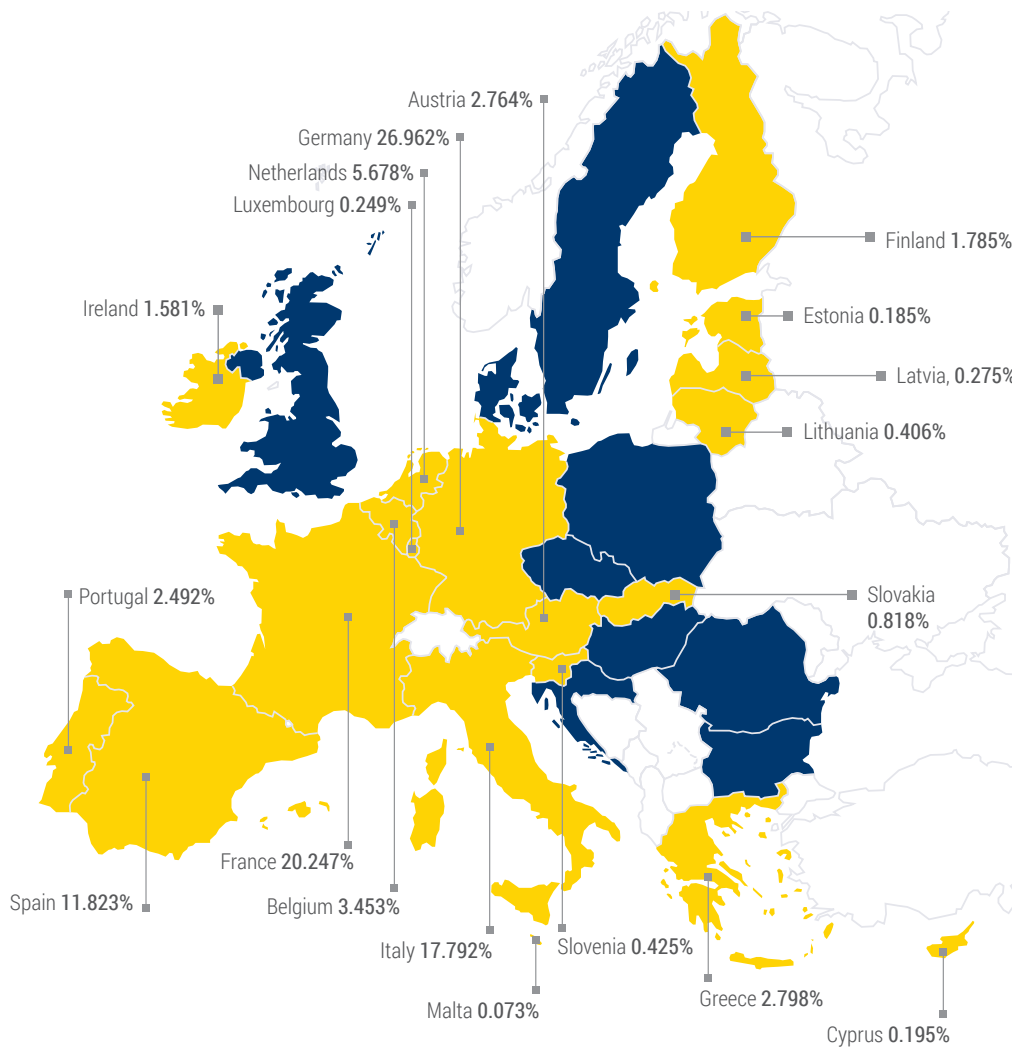 Austria 2.764%
Germany 26.962%
Netherlands 5.678%
Luxembourg 0.249%
Finland 1.785%
Ireland 1.581%
Estonia 0.185%
Latvia, 0.275%
Lithuania 0.406%
Portugal 2.492%
Slovakia
0.818%
France 20.247%
Spain 11.823%
Belgium 3.453%
Italy 17.792%
Slovenia 0.425%
Malta 0.073%
Greece 2.798%
Cyprus 0.195%